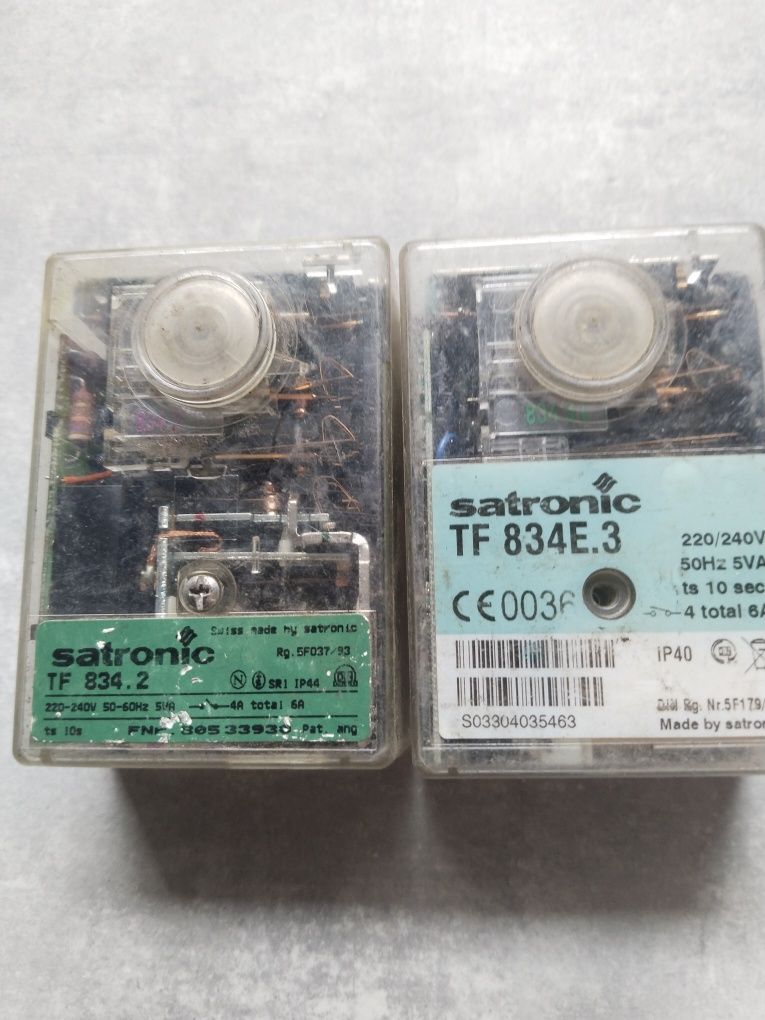 Swiss made by satronic
satronic
Rg.5F037/93
TF 834.2
SR1 IP44
220-240V 50-60Hz 5VA 4A total 6A
ts 10s
Pat. ang
satronic
TF 834E.3
220/240V
50Hz 5VA
ts 10 sec
CE0036
4 total 6A
IP40
DIN Rg. Nr.5F179/
S03304035463
Made by satro